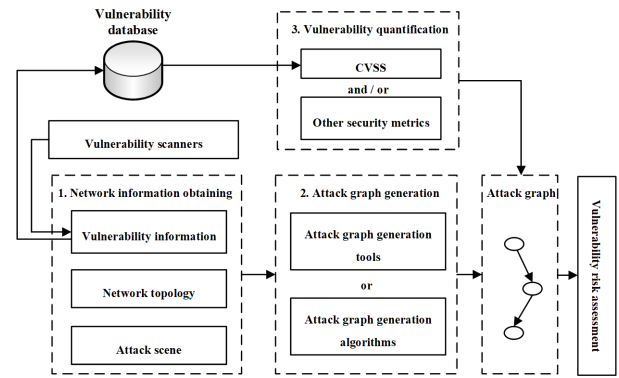 Vulnerability
database
3. Vulnerability quantification
CVSS
and / or
Other security metrics
Vulnerability scanners
1. Network information obtaining
Vulnerability information
Network topology
Attack scene
2. Attack graph generation
Attack graph generation
tools
or
Attack graph generation
algorithms
Attack graph
Vulnerability risk assessment